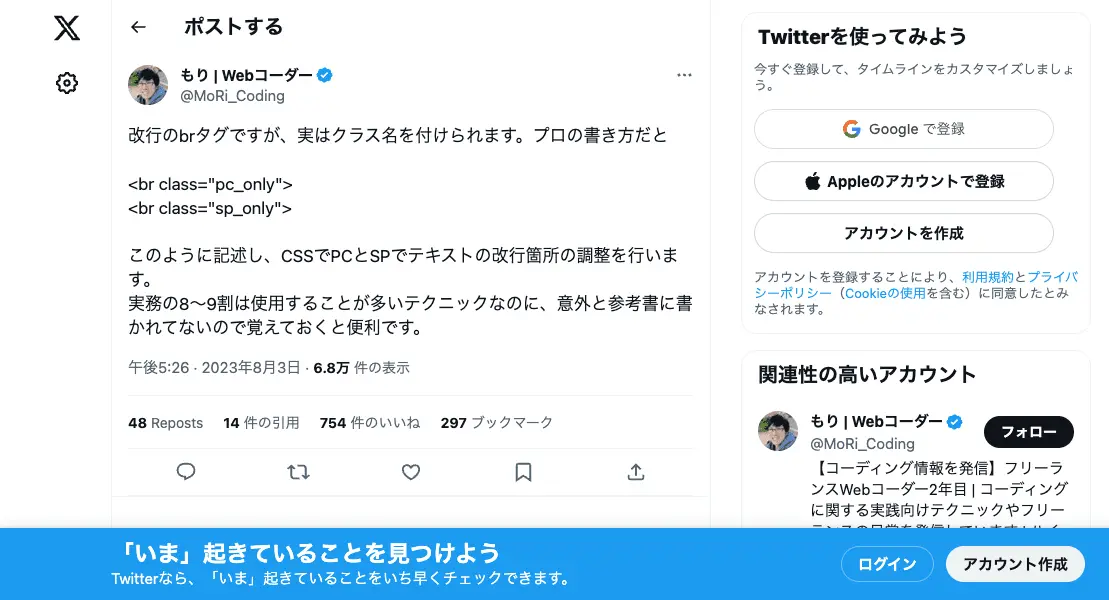 ポストする
もり | Webコーダー
@MoRi_Coding
改行のbrタグですが、実はクラス名を付けられます。プロの書き方だと
<br class="pc_only">
<br class="sp_only">
このように記述し、CSSでPCとSPでテキストの改行箇所の調整を行いま
す。
実務の8〜9割は使用することが多いテクニックなのに、意外と参考書に書
かれてないので覚えておくと便利です。
午後5:26 · 2023年8月3日 · 6.8万 件の表示
48 Reposts 14 件の引用 754 件のいいね 297 ブックマーク
Twitterを使ってみよう
今すぐ登録して、タイムラインをカスタマイズしましょ
う。
Google で登録
Appleのアカウントで登録
アカウントを作成
アカウントを登録することにより、利用規約とプライバ
シーポリシー（Cookieの使用を含む）に同意したとみ
なされます。
関連性の高いアカウント
もり | Webコーダー
@MoRi_Coding
フォロー
【コーディング情報を発信】フリーラ
ンスWebコーダー2年目 | コーディング
に関する実践向けテクニックやフリー
「いま」起きていることを見つけよう
Twitterなら、「いま」起きていることをいち早くチェックできます。
ログイン
アカウント作成